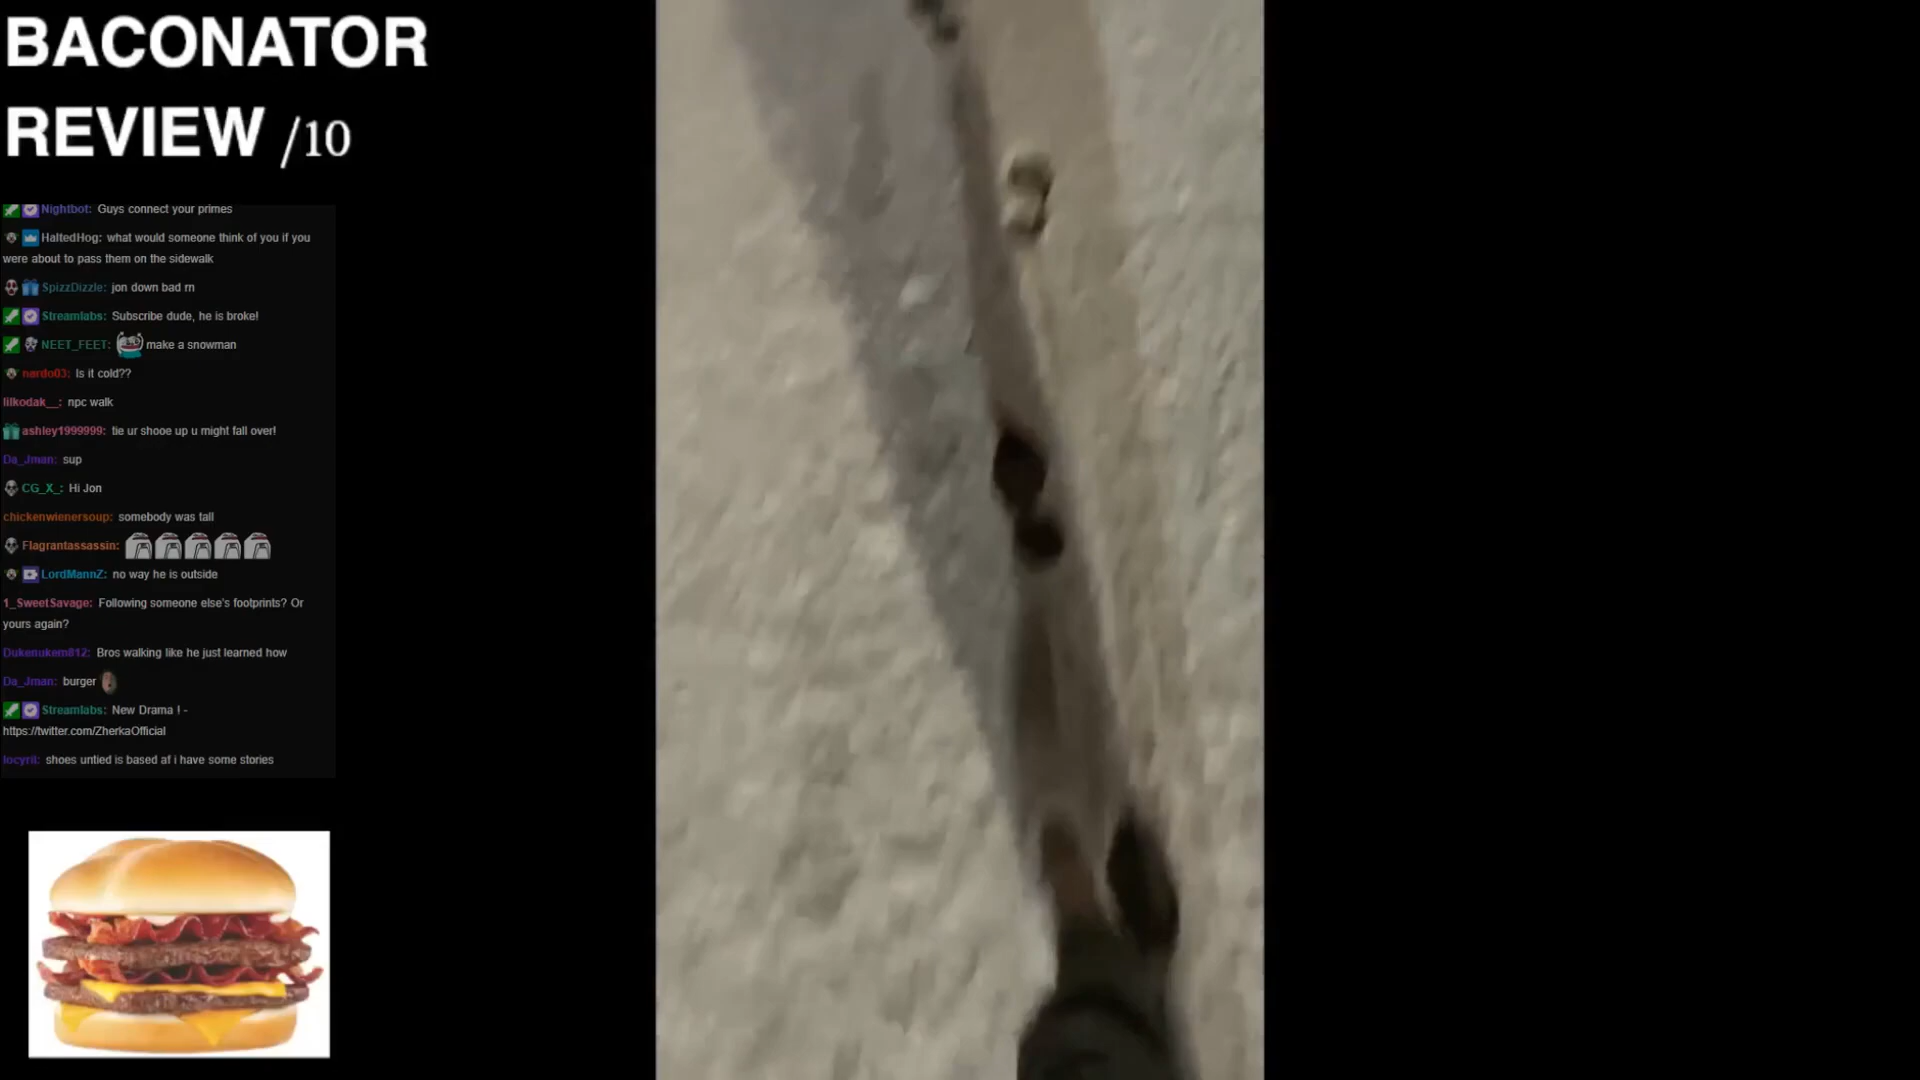 BACONATOR
REVIEW /10
Nightbot: Guys connect your primes
HaltedHog: what would someone think of you if you
were about to pass them on the sidewalk
SpizzDizzle: jon down bad rn
Streamlabs: Subscribe dude, he is broke!
NEET_FEET: make a snowman
nardo03: Is it cold??
lilkodak__: npc walk
ashley1999999: tie ur shooe up u might fall over!
Da_Jman: sup
CG_X_: Hi Jon
chickenwienersoup: somebody was tall
Flagrantassassin:
LordMannZ: no way he is outside
1_SweetSavage: Following someone else's footprints? Or
yours again?
Dukenukem812: Bros walking like he just learned how
Da_Jman: burger
Streamlabs: New Drama ! -
https://twitter.com/ZherkaOfficial
locyril: shoes untied is based af i have some stories